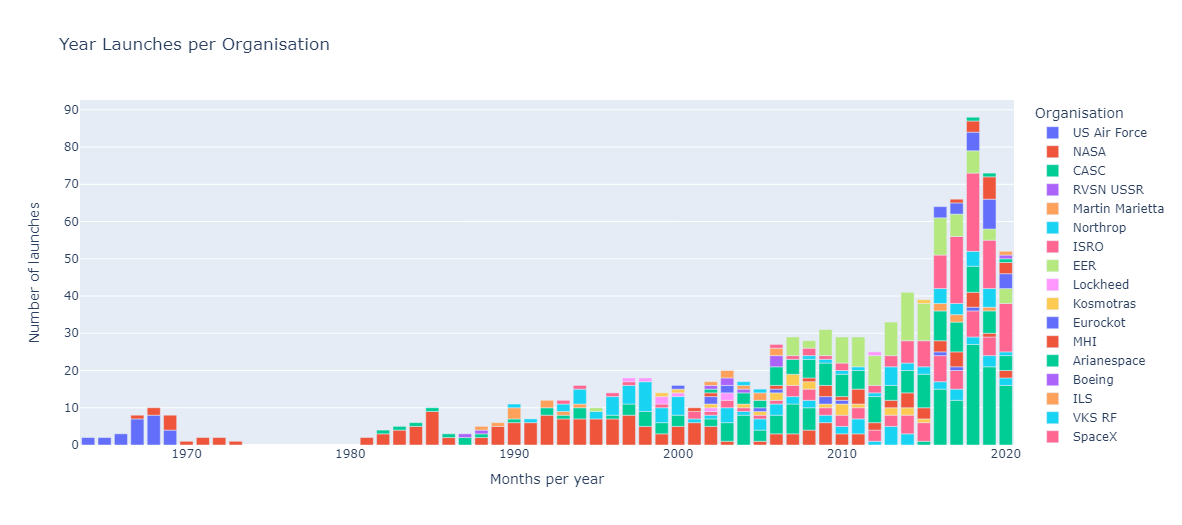 Year Launches per Organisation
Number of launches
90
80
70
60
50
40
30
20
10
0
1970
1980
1990
2000
2010
2020
Months per year
Organisation
US Air Force
NASA
CASC
RVSN USSR
Martin Marietta
Northrop
ISRO
EER
Lockheed
Kosmotras
Eurockot
MHI
Arianespace
Boeing
ILS
VKS RF
SpaceX